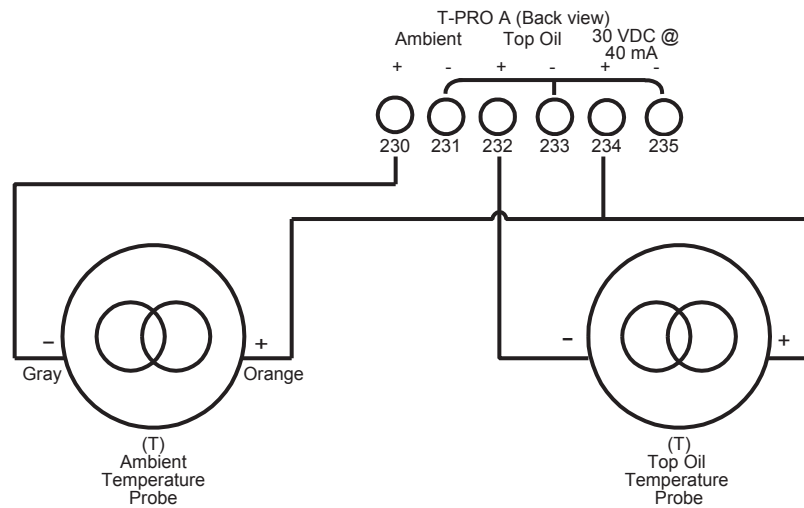 T-PRO A (Back view)
Ambient Top Oil 30 VDC @
40 mA
+ - + - + -
230 231 232 233 234 235
− + − +
Gray Orange
(T)
Ambient
Temperature
Probe
(T)
Top Oil
Temperature
Probe